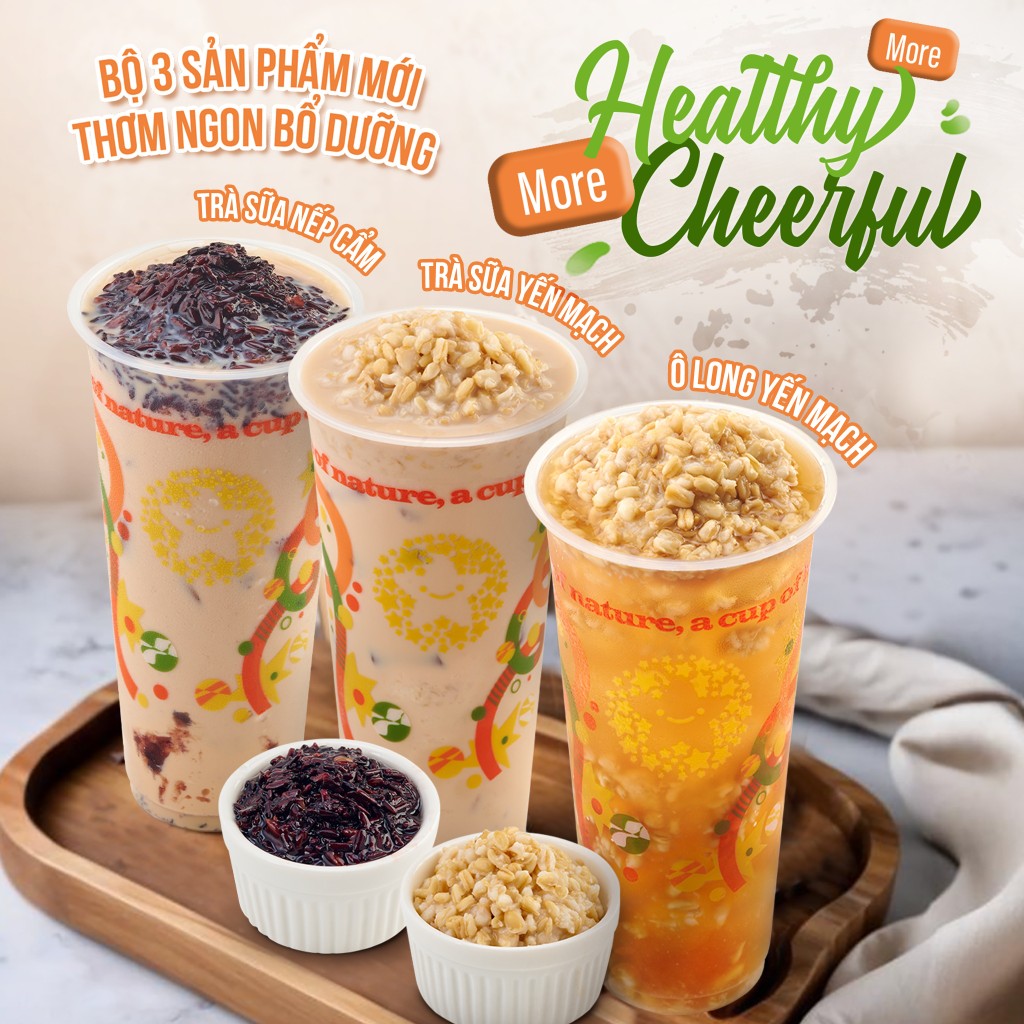 BỘ 3 SẢN PHẨM MỚI
THƠM NGON BỔ DƯỠNG
More
Healthy
More
Cheerful
TRÀ SỮA NẾP CẨM
TRÀ SỮA YẾN MẠCH
Ô LONG YẾN MẠCH
of nature, a cup
of nature, a cup
nature, a cup of